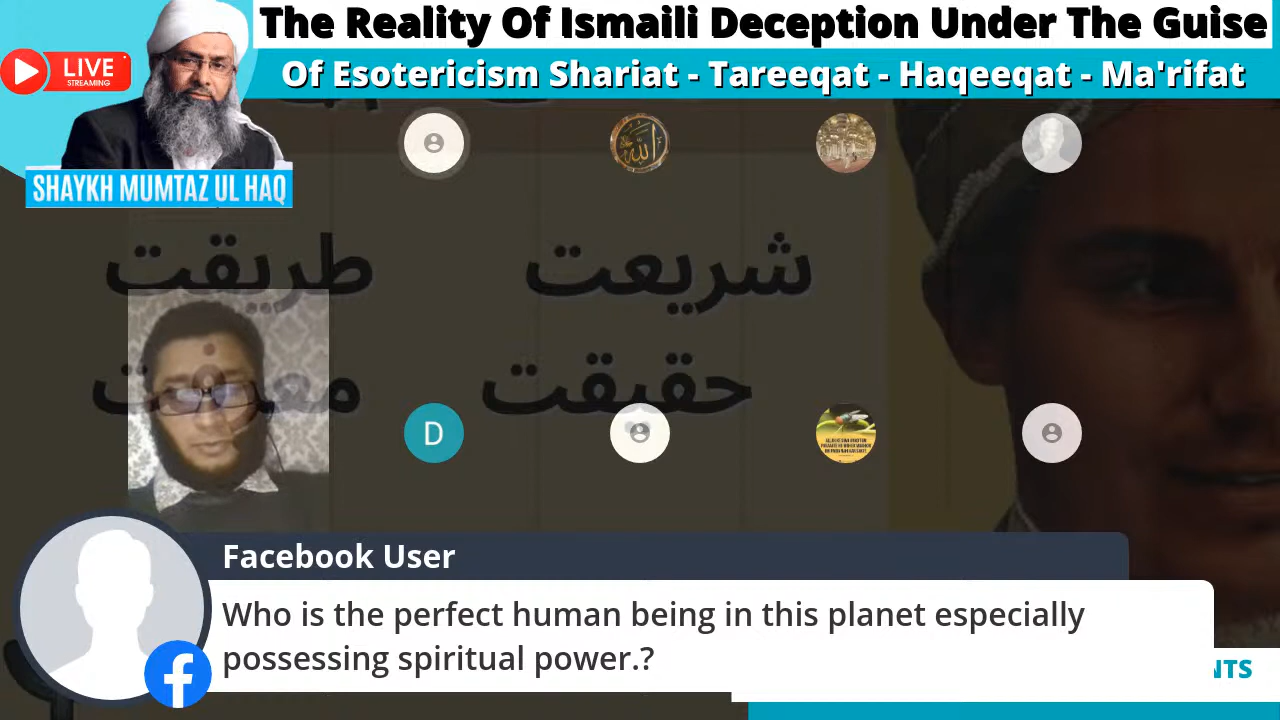 The Reality Of Ismaili Deception Under The Guise
Of Esotericism Shariat - Tareeqat - Haqeeqat - Ma'rifat
LIVE
STREAMING
SHAYKH MUMTAZ UL HAQ
الله
شریعت
طریقت
حقیقت
D
Facebook User
Who is the perfect human being in this planet especially
possessing spiritual power.?